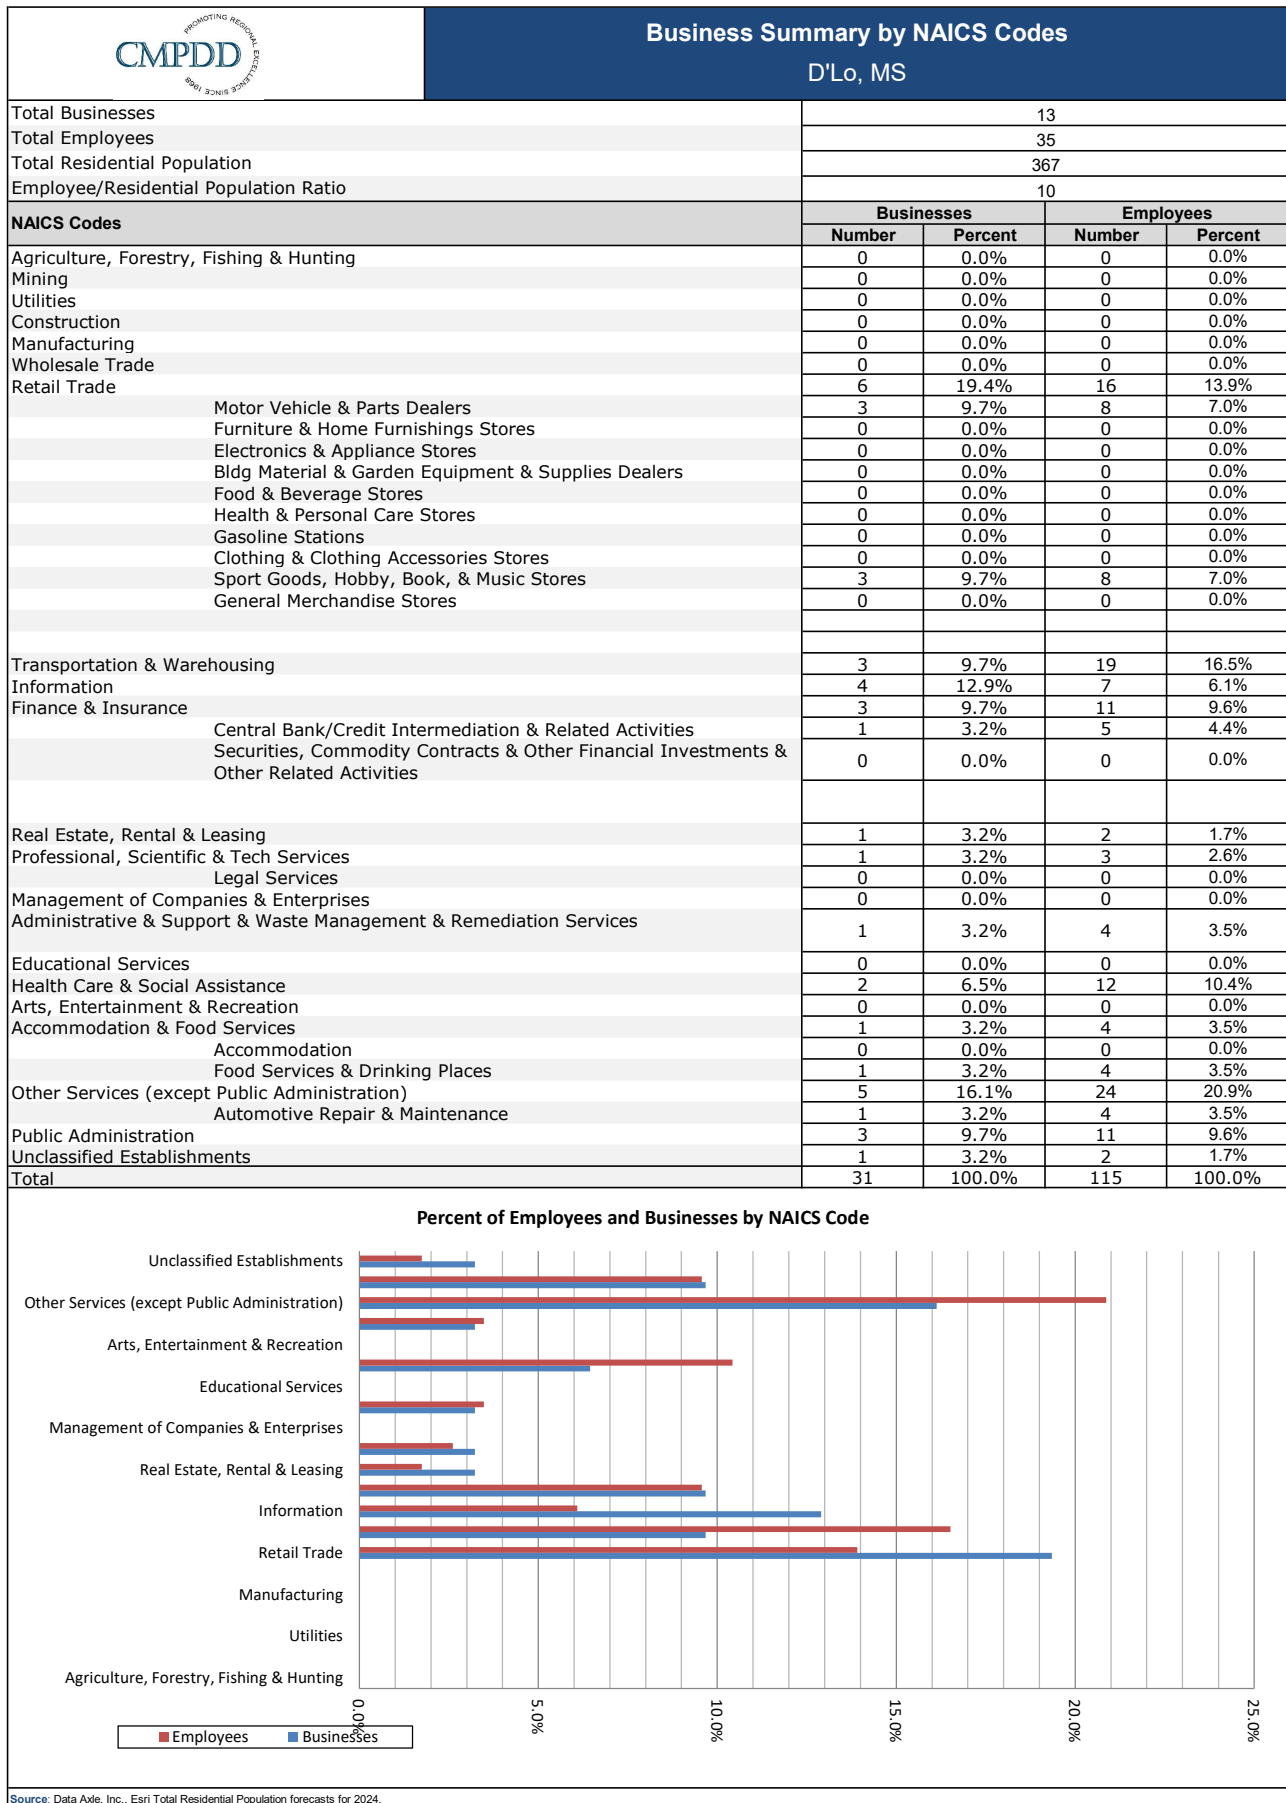 PROMOTING REGIONAL EXCELLENCE SINCE 1968
CMPDD
Business Summary by NAICS Codes
D'Lo, MS
Total Businesses 13
Total Employees 35
Total Residential Population 367
Employee/Residential Population Ratio 10
NAICS Codes Businesses Employees
Number Percent Number Percent
Agriculture, Forestry, Fishing & Hunting 0 0.0% 0 0.0%
Mining 0 0.0% 0 0.0%
Utilities 0 0.0% 0 0.0%
Construction 0 0.0% 0 0.0%
Manufacturing 0 0.0% 0 0.0%
Wholesale Trade 0 0.0% 0 0.0%
Retail Trade 6 19.4% 16 13.9%
Motor Vehicle & Parts Dealers 3 9.7% 8 7.0%
Furniture & Home Furnishings Stores 0 0.0% 0 0.0%
Electronics & Appliance Stores 0 0.0% 0 0.0%
Bldg Material & Garden Equipment & Supplies Dealers 0 0.0% 0 0.0%
Food & Beverage Stores 0 0.0% 0 0.0%
Health & Personal Care Stores 0 0.0% 0 0.0%
Gasoline Stations 0 0.0% 0 0.0%
Clothing & Clothing Accessories Stores 0 0.0% 0 0.0%
Sport Goods, Hobby, Book, & Music Stores 3 9.7% 8 7.0%
General Merchandise Stores 0 0.0% 0 0.0%
Transportation & Warehousing 3 9.7% 19 16.5%
Information 4 12.9% 7 6.1%
Finance & Insurance 3 9.7% 11 9.6%
Central Bank/Credit Intermediation & Related Activities 1 3.2% 5 4.4%
Securities, Commodity Contracts & Other Financial Investments &
Other Related Activities 0 0.0% 0 0.0%
Real Estate, Rental & Leasing 1 3.2% 2 1.7%
Professional, Scientific & Tech Services 1 3.2% 3 2.6%
Legal Services 0 0.0% 0 0.0%
Management of Companies & Enterprises 0 0.0% 0 0.0%
Administrative & Support & Waste Management & Remediation Services 1 3.2% 4 3.5%
Educational Services 0 0.0% 0 0.0%
Health Care & Social Assistance 2 6.5% 12 10.4%
Arts, Entertainment & Recreation 0 0.0% 0 0.0%
Accommodation & Food Services 1 3.2% 4 3.5%
Accommodation 0 0.0% 0 0.0%
Food Services & Drinking Places 1 3.2% 4 3.5%
Other Services (except Public Administration) 5 16.1% 24 20.9%
Automotive Repair & Maintenance 1 3.2% 4 3.5%
Public Administration 3 9.7% 11 9.6%
Unclassified Establishments 1 3.2% 2 1.7%
Total 31 100.0% 115 100.0%
Percent of Employees and Businesses by NAICS Code
Unclassified Establishments
Other Services (except Public Administration)
Arts, Entertainment & Recreation
Educational Services
Management of Companies & Enterprises
Real Estate, Rental & Leasing
Information
Retail Trade
Manufacturing
Utilities
Agriculture, Forestry, Fishing & Hunting
0.0% 5.0% 10.0% 15.0% 20.0% 25.0%
Employees Businesses
Source: Data Axle, Inc., Esri Total Residential Population forecasts for 2024.